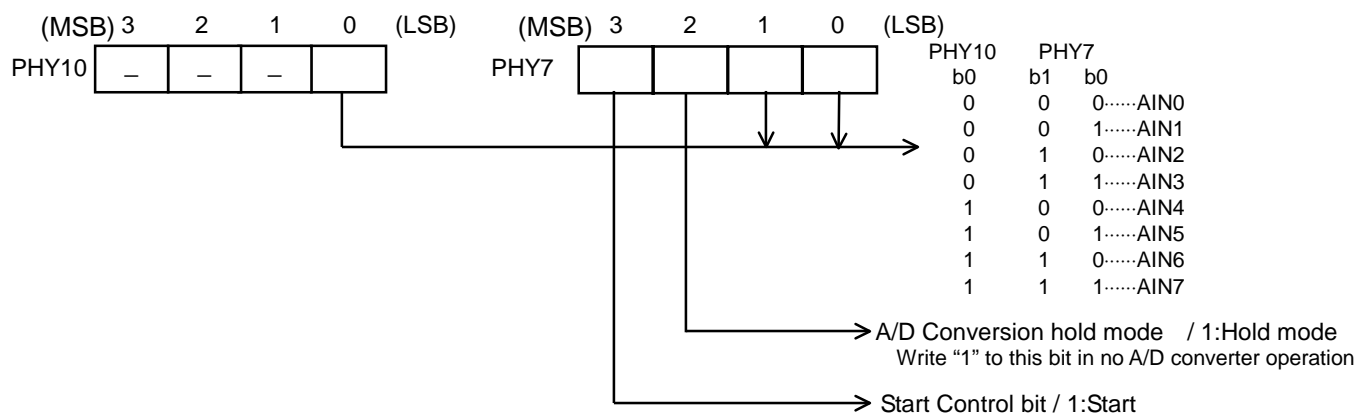 (MSB) 3 2 1 0 (LSB) (MSB) 3 2 1 0 (LSB)
PHY10 _ _ _ PHY7
PHY10 PHY7
b0 b1 b0
0 0 0······AIN0
0 0 1······AIN1
0 1 0······AIN2
0 1 1······AIN3
1 0 0······AIN4
1 0 1······AIN5
1 1 0······AIN6
1 1 1······AIN7
A/D Conversion hold mode / 1:Hold mode
Write “1” to this bit in no A/D converter operation
Start Control bit / 1:Start